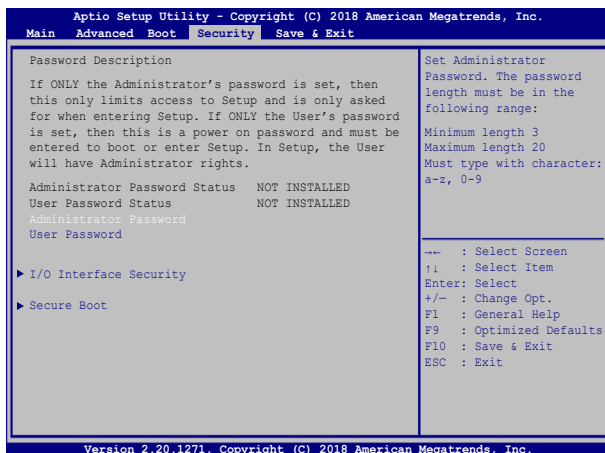 Aptio Setup Utility - Copyright (C) 2018 American Megatrends, Inc.
Main Advanced Boot Security Save & Exit
Password Description
If ONLY the Administrator's password is set, then
this only limits access to Setup and is only asked
for when entering Setup. If ONLY the User's password
is set, then this is a power on password and must be
entered to boot or enter Setup. In Setup, the User
will have Administrator rights.
Administrator Password Status NOT INSTALLED
User Password Status NOT INSTALLED
Administrator Password
User Password
▶ I/O Interface Security
▶ Secure Boot
Set Administrator
Password. The password
length must be in the
following range:
Minimum length 3
Maximum length 20
Must type with character:
a-z, 0-9
→← : Select Screen
↑↓ : Select Item
Enter: Select
+/— : Change Opt.
F1 : General Help
F9 : Optimized Defaults
F10 : Save & Exit
ESC : Exit
Version 2.20.1271. Copyright (C) 2018 American Megatrends, Inc.